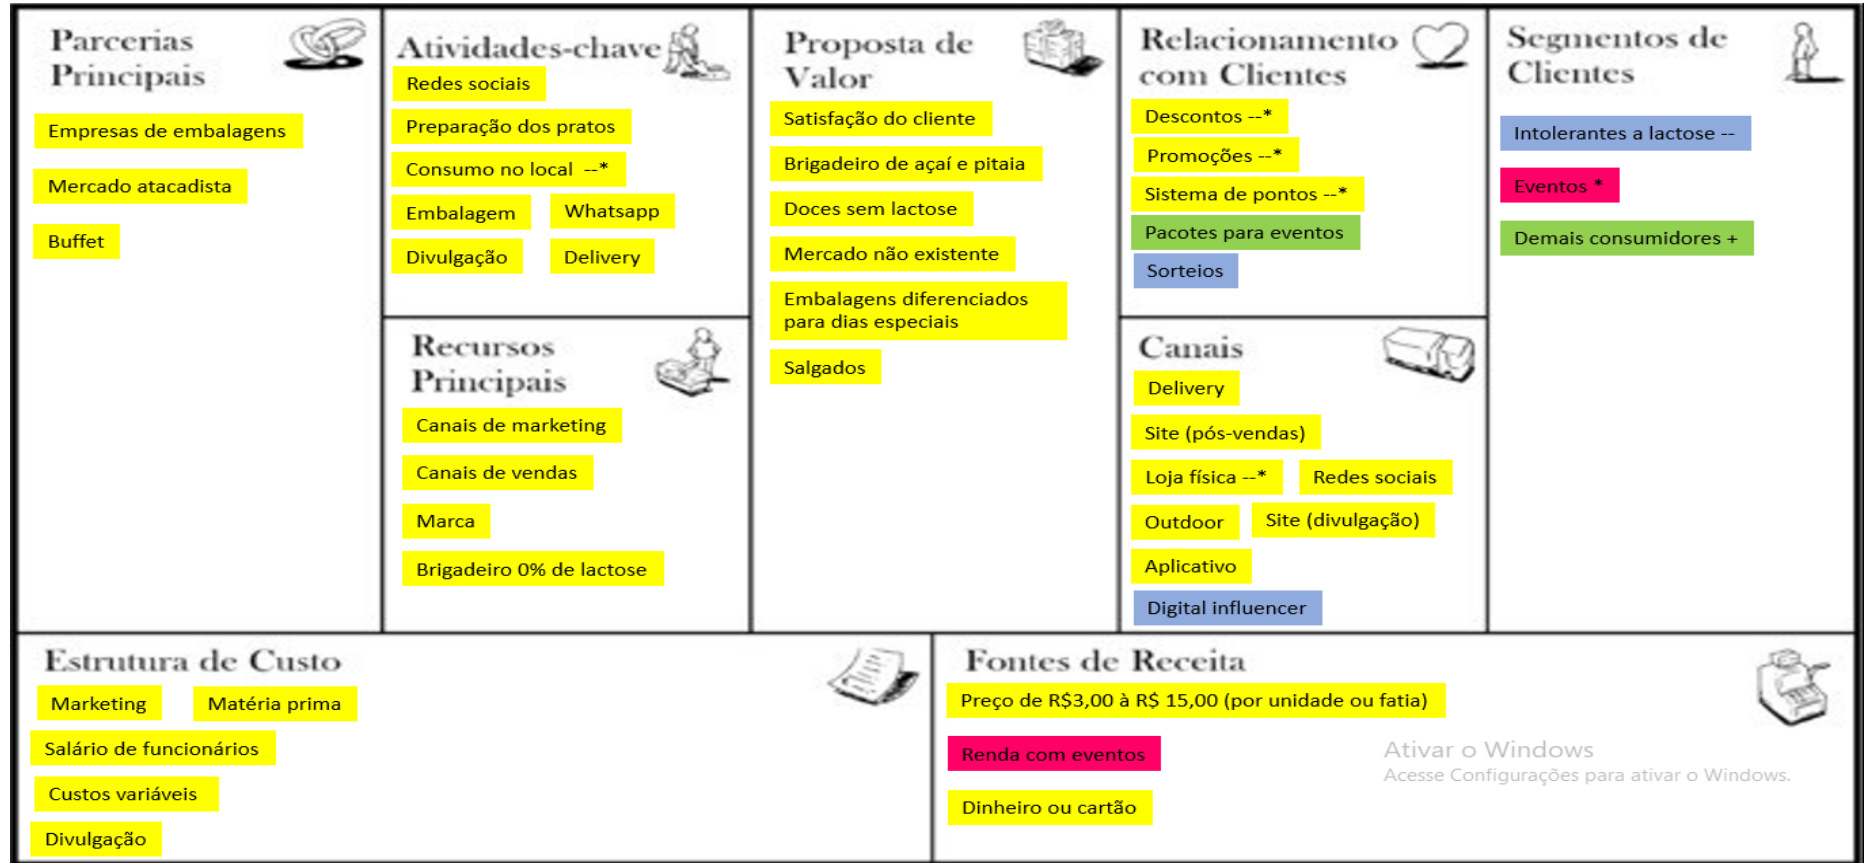 Parcerias
Principais
Empresas de embalagens
Mercado atacadista
Buffet
Atividades-chave
Redes sociais
Preparação dos pratos
Consumo no local --*
Embalagem
Whatsapp
Divulgação
Delivery
Recursos
Principais
Canais de marketing
Canais de vendas
Marca
Brigadeiro 0% de lactose
Proposta de
Valor
Satisfação do cliente
Brigadeiro de açaí e pitaia
Doces sem lactose
Mercado não existente
Embalagens diferenciados
para dias especiais
Salgados
Relacionamento
com Clientes
Descontos --*
Promoções --*
Sistema de pontos --*
Pacotes para eventos
Sorteios
Canais
Delivery
Site (pós-vendas)
Loja física --*
Redes sociais
Outdoor
Site (divulgação)
Aplicativo
Digital influencer
Segmentos de
Clientes
Intolerantes a lactose --
Eventos *
Demais consumidores +
Estrutura de Custo
Marketing
Matéria prima
Salário de funcionários
Custos variáveis
Divulgação
Fontes de Receita
Preço de R$3,00 à R$ 15,00 (por unidade ou fatia)
Renda com eventos
Dinheiro ou cartão
Ativar o Windows
Acesse Configurações para ativar o Windows.